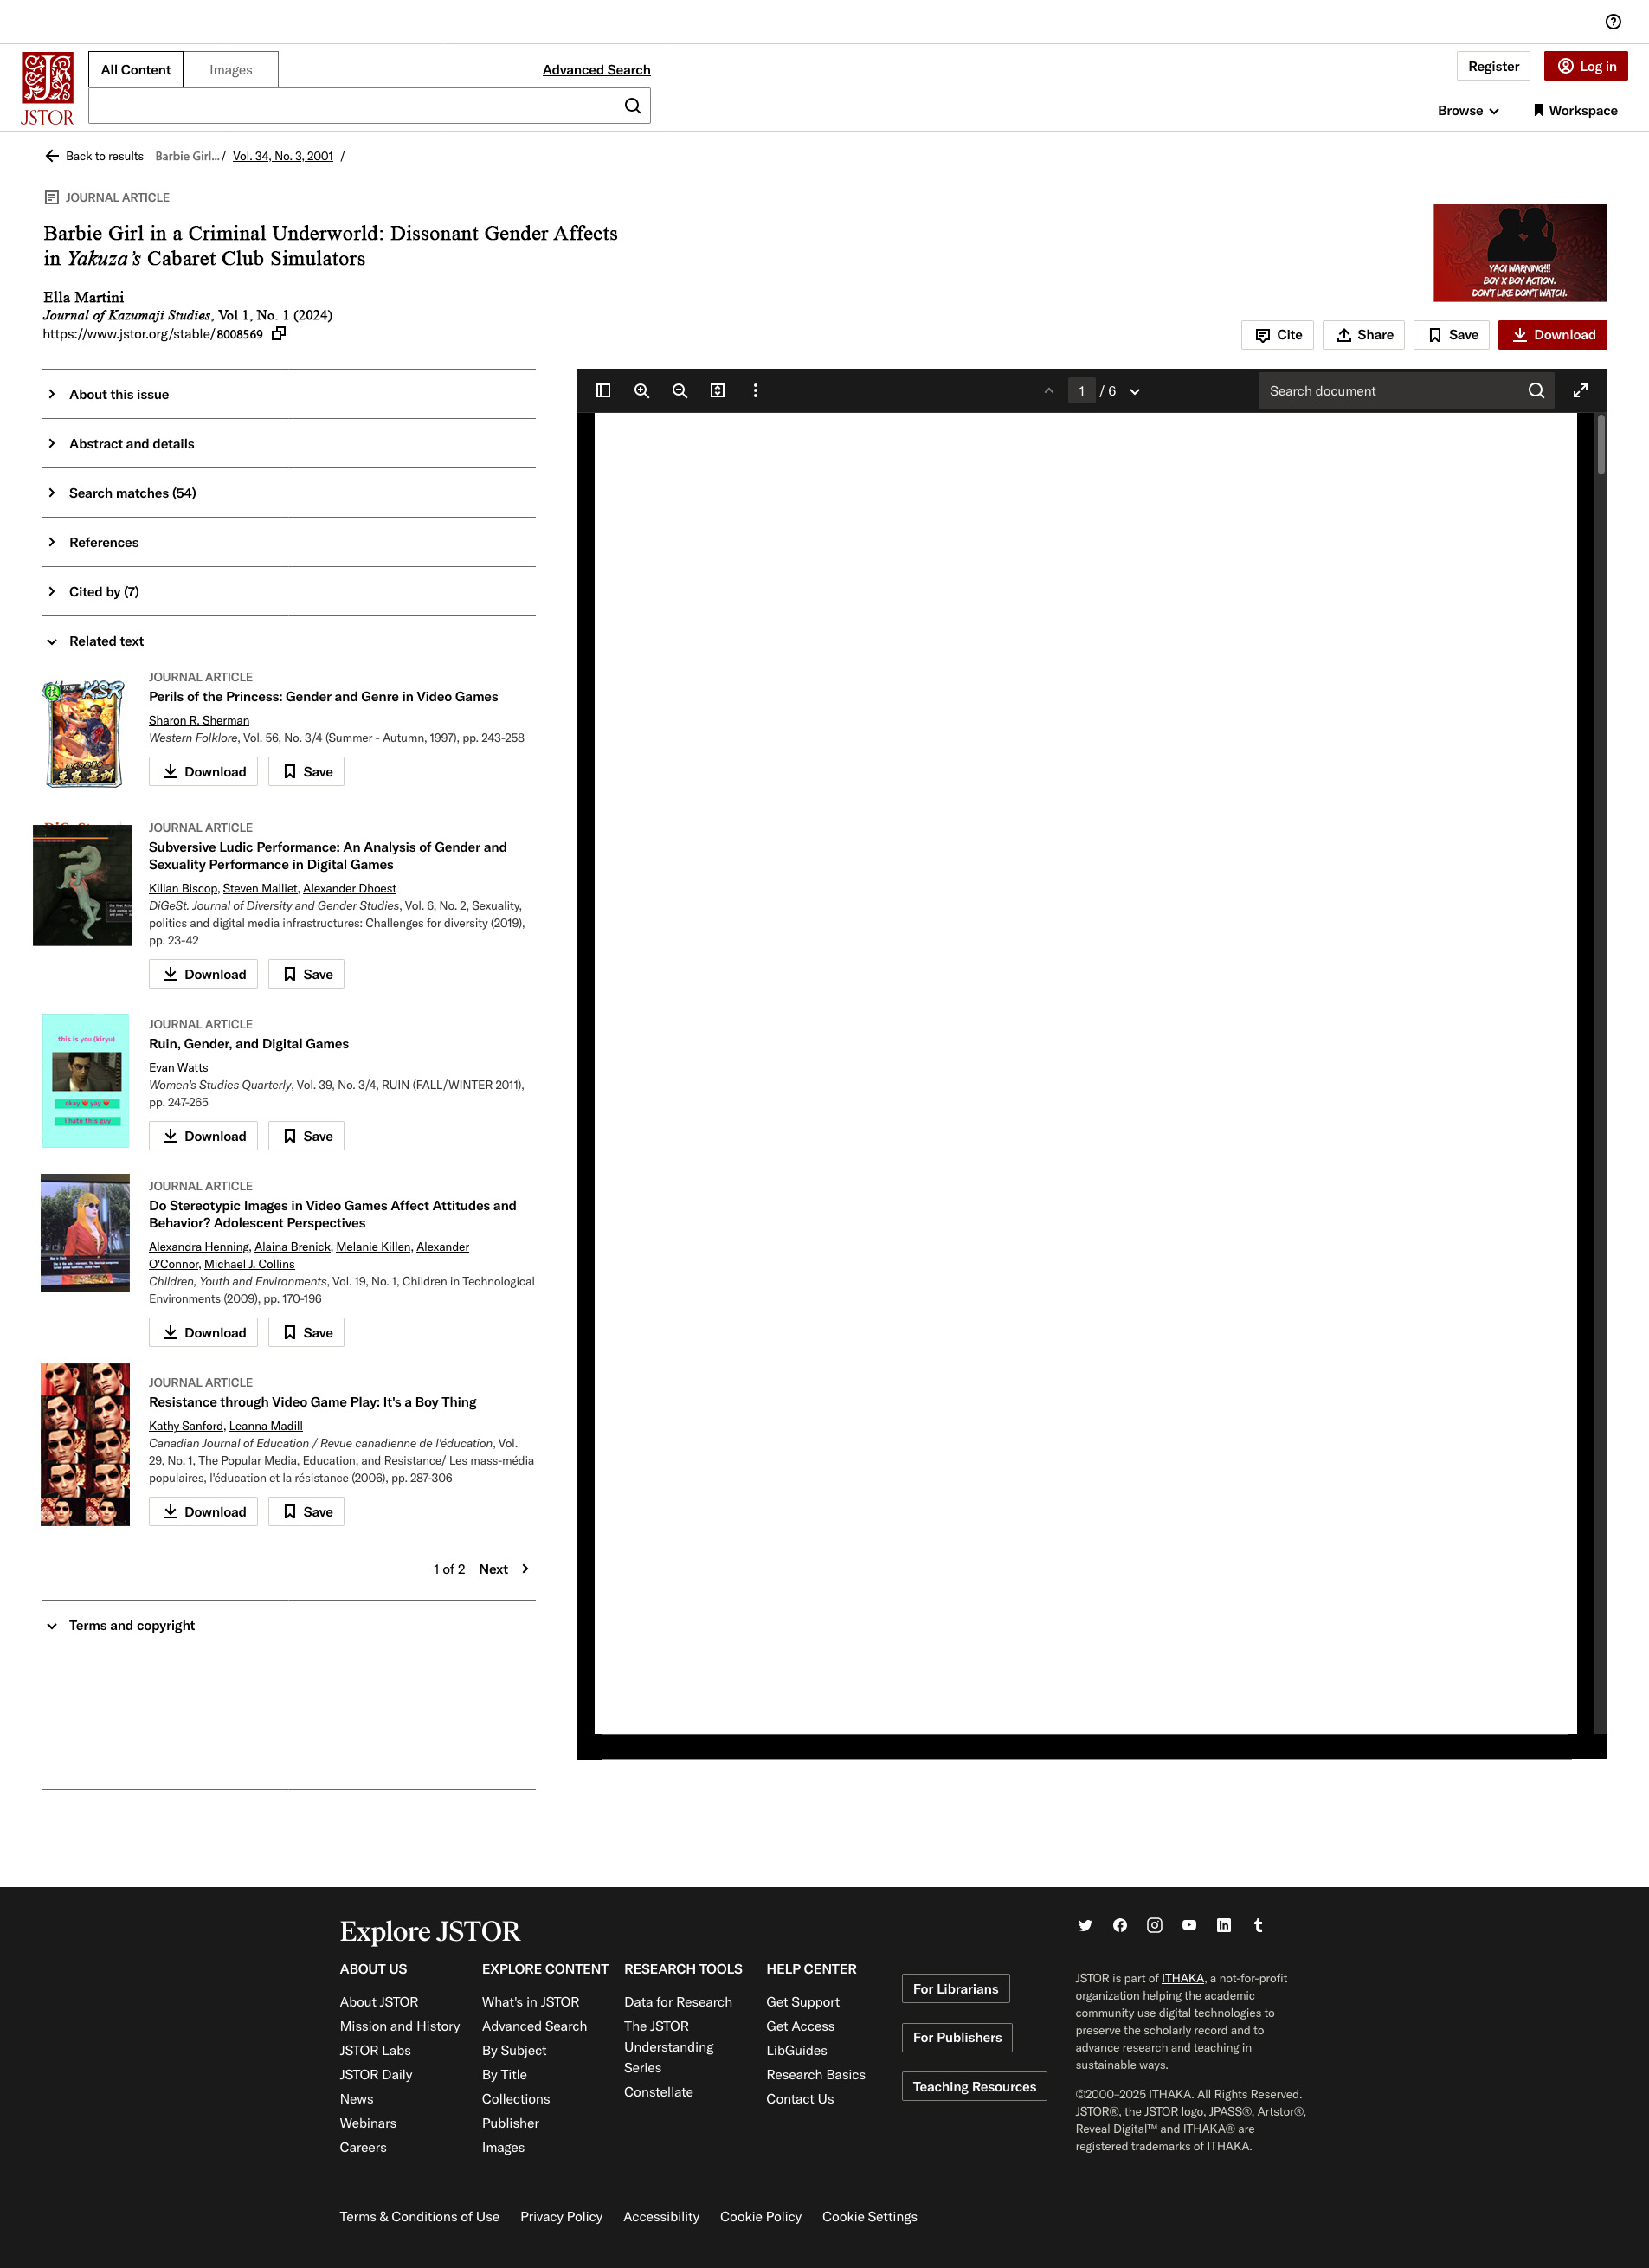 All Content
Images
Advanced Search
Register
Log in
JSTOR
Browse
Workspace
Back to results Barbie Girl... / Vol. 34, No. 3, 2001 /
JOURNAL ARTICLE
Barbie Girl in a Criminal Underworld: Dissonant Gender Affects
in Yakuza’s Cabaret Club Simulators
YAOI WARNING!!!
BOY X BOY ACTION.
DON'T LIKE DON'T WATCH.
Ella Martini
Journal of Kazumaji Studies, Vol 1, No. 1 (2024)
https://www.jstor.org/stable/8008569
Cite
Share
Save
Download
About this issue
Abstract and details
Search matches (54)
References
Cited by (7)
Related text
JOURNAL ARTICLE
Perils of the Princess: Gender and Genre in Video Games
Sharon R. Sherman
Western Folklore, Vol. 56, No. 3/4 (Summer - Autumn, 1997), pp. 243-258
Download
Save
KSR
JOURNAL ARTICLE
Subversive Ludic Performance: An Analysis of Gender and
Sexuality Performance in Digital Games
Kilian Biscop, Steven Malliet, Alexander Dhoest
DiGeSt. Journal of Diversity and Gender Studies, Vol. 6, No. 2, Sexuality,
politics and digital media infrastructures: Challenges for diversity (2019),
pp. 23-42
Download
Save
this is you (kiryu)
okay ❤ yay ❤
i hate this guy
JOURNAL ARTICLE
Ruin, Gender, and Digital Games
Evan Watts
Women's Studies Quarterly, Vol. 39, No. 3/4, RUIN (FALL/WINTER 2011),
pp. 247-265
Download
Save
JOURNAL ARTICLE
Do Stereotypic Images in Video Games Affect Attitudes and
Behavior? Adolescent Perspectives
Alexandra Henning, Alaina Brenick, Melanie Killen, Alexander
O'Connor, Michael J. Collins
Children, Youth and Environments, Vol. 19, No. 1, Children in Technological
Environments (2009), pp. 170-196
Download
Save
JOURNAL ARTICLE
Resistance through Video Game Play: It's a Boy Thing
Kathy Sanford, Leanna Madill
Canadian Journal of Education / Revue canadienne de l'éducation, Vol.
29, No. 1, The Popular Media, Education, and Resistance/ Les mass-média
populaires, l'éducation et la résistance (2006), pp. 287-306
Download
Save
1 of 2 Next
Terms and copyright
1 / 6
Search document
Explore JSTOR
ABOUT US
About JSTOR
Mission and History
JSTOR Labs
JSTOR Daily
News
Webinars
Careers
EXPLORE CONTENT
What's in JSTOR
Advanced Search
By Subject
By Title
Collections
Publisher
Images
RESEARCH TOOLS
Data for Research
The JSTOR
Understanding
Series
Constellate
HELP CENTER
Get Support
Get Access
LibGuides
Research Basics
Contact Us
For Librarians
For Publishers
Teaching Resources
JSTOR is part of ITHAKA, a not-for-profit
organization helping the academic
community use digital technologies to
preserve the scholarly record and to
advance research and teaching in
sustainable ways.
©2000–2025 ITHAKA. All Rights Reserved.
JSTOR®, the JSTOR logo, JPASS®, Artstor®,
Reveal Digital™ and ITHAKA® are
registered trademarks of ITHAKA.
Terms & Conditions of Use
Privacy Policy
Accessibility
Cookie Policy
Cookie Settings